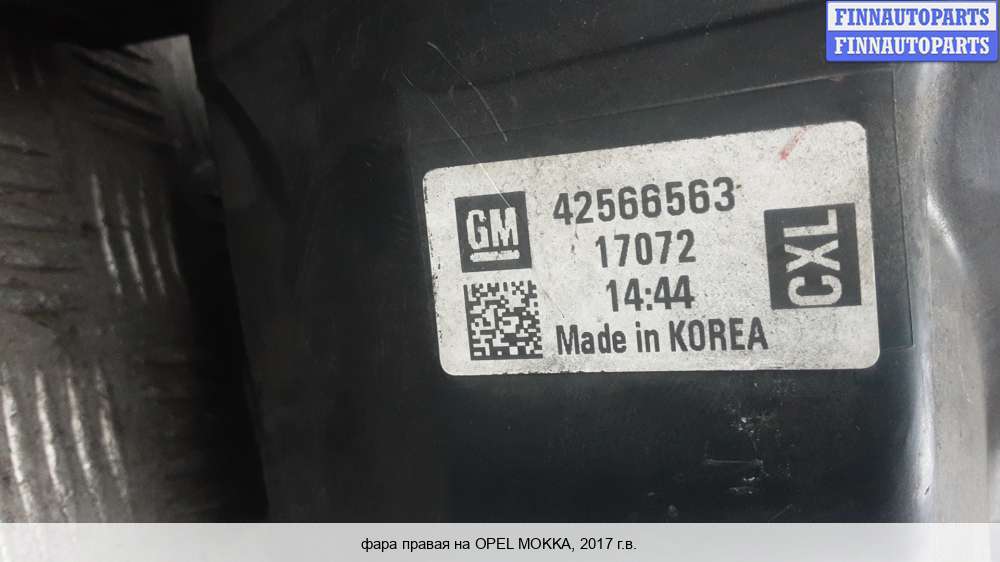 FINNAUTOPARTS
FINNAUTOPARTS
GM
42566563
17072
14:44
Made in KOREA
CXL
фара правая на OPEL MOKKA, 2017 г.в.